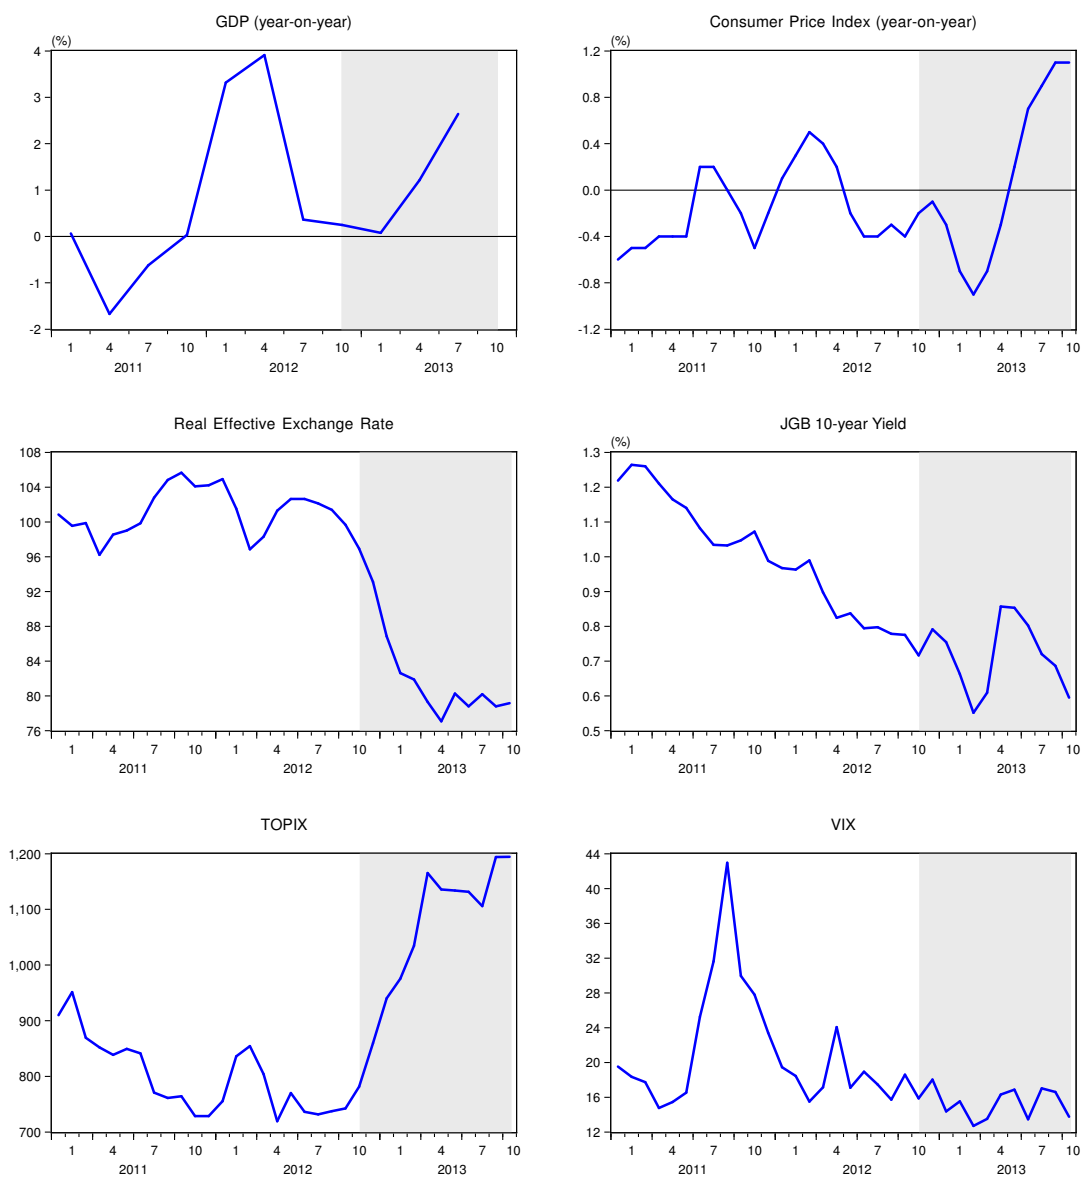 GDP (year-on-year)
(%)
4
3
2
1
0
-1
-2
1 4 7 10 1 4 7 10 1 4 7 10
2011 2012 2013
Consumer Price Index (year-on-year)
(%)
1.2
0.8
0.4
0.0
-0.4
-0.8
-1.2
1 4 7 10 1 4 7 10 1 4 7 10
2011 2012 2013
Real Effective Exchange Rate
108
104
100
96
92
88
84
80
76
1 4 7 10 1 4 7 10 1 4 7 10
2011 2012 2013
JGB 10-year Yield
(%)
1.3
1.2
1.1
1.0
0.9
0.8
0.7
0.6
0.5
1 4 7 10 1 4 7 10 1 4 7 10
2011 2012 2013
TOPIX
1,200
1,100
1,000
900
800
700
1 4 7 10 1 4 7 10 1 4 7 10
2011 2012 2013
VIX
44
40
36
32
28
24
20
16
12
1 4 7 10 1 4 7 10 1 4 7 10
2011 2012 2013